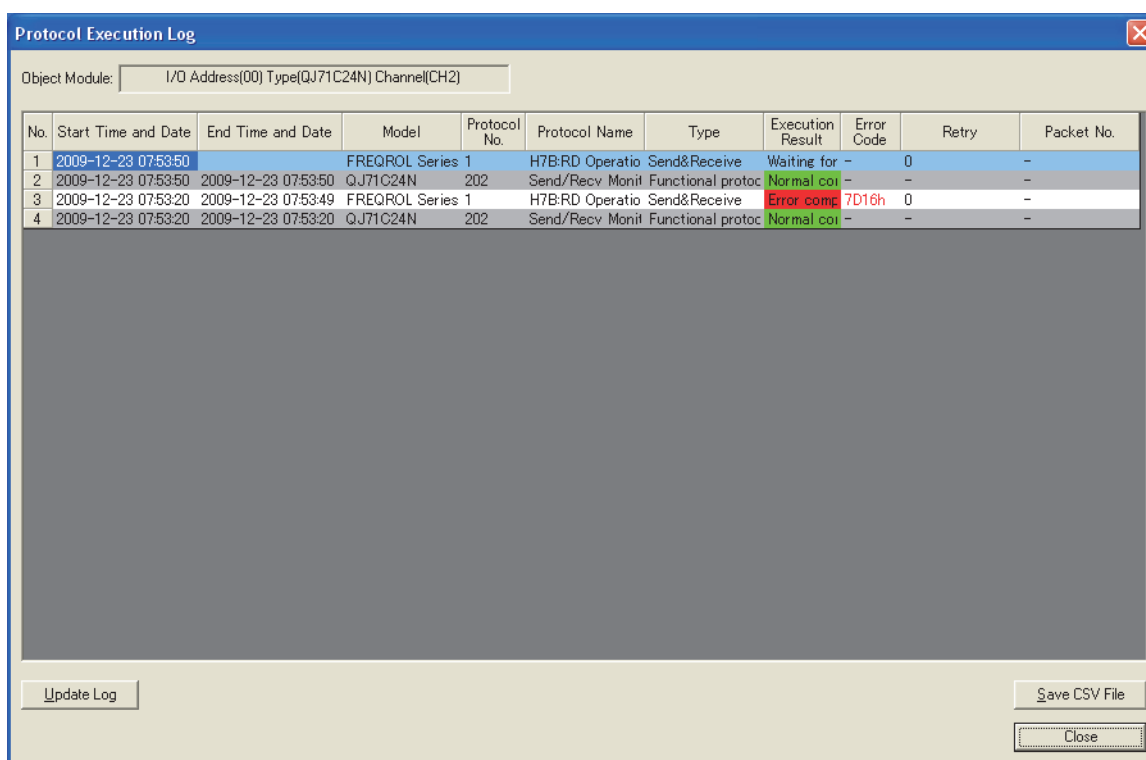 Protocol Execution Log
Object Module: I/O Address(00) Type(QJ71C24N) Channel(CH2)
No. Start Time and Date End Time and Date Model Protocol No. Protocol Name Type Execution Result Error Code Retry Packet No.
1 2009-12-23 07:53:50 FREQROL Series 1 H7B:RD Operatio Send&Receive Waiting for - 0 -
2 2009-12-23 07:53:50 2009-12-23 07:53:50 QJ71C24N 202 Send/Recv Monit Functional protoc Normal coi - - -
3 2009-12-23 07:53:20 2009-12-23 07:53:49 FREQROL Series 1 H7B:RD Operatio Send&Receive Error comp 7D16h 0 -
4 2009-12-23 07:53:20 2009-12-23 07:53:20 QJ71C24N 202 Send/Recv Monit Functional protoc Normal coi - - -
Update Log
Save CSV File
Close